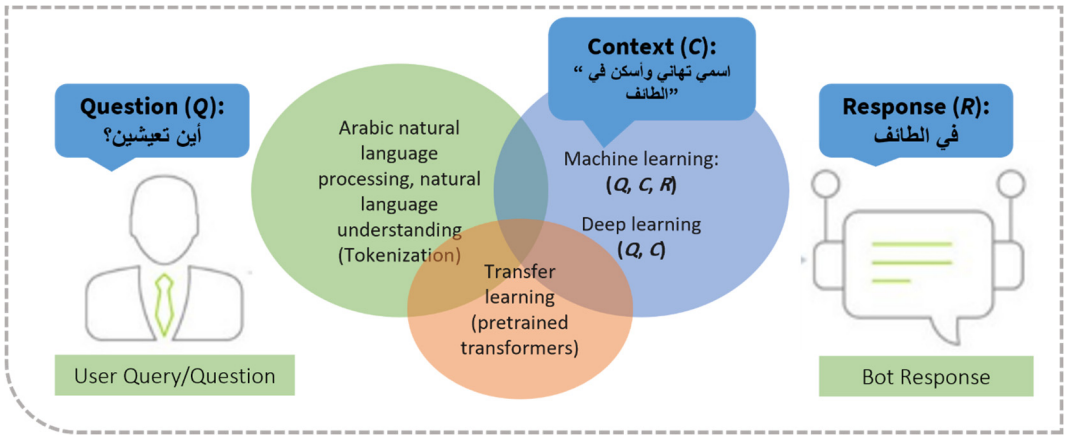 Question (Q):
أين تعيشين؟
User Query/Question
Arabic natural
language
processing, natural
language
understanding
(Tokenization)
Context (C):
“ اسمي تهاني وأسكن في
الطائف”
Machine learning:
(Q, C, R)
Deep learning
(Q, C)
Transfer
learning
(pretrained
transformers)
Response (R):
في الطائف
Bot Response